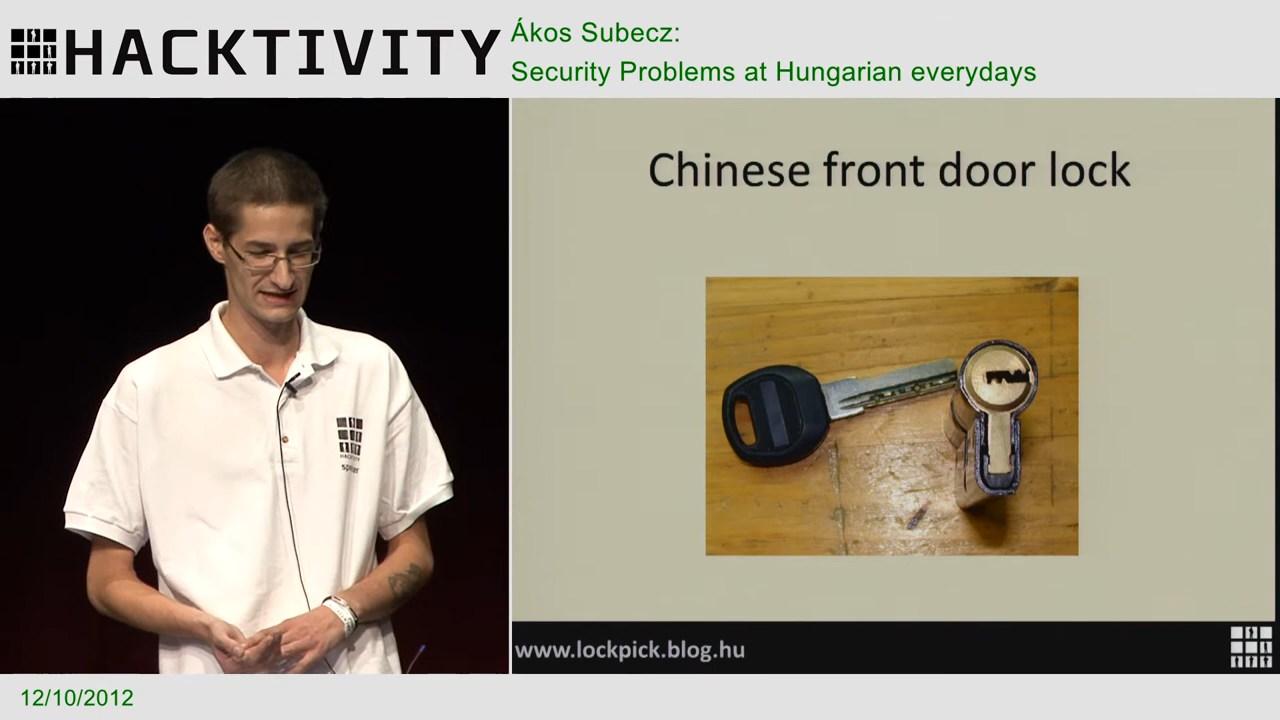 HACKTIVITY
Ákos Subecz:
Security Problems at Hungarian everydays
Chinese front door lock
HACKTIVITY
www.lockpick.blog.hu
12/10/2012